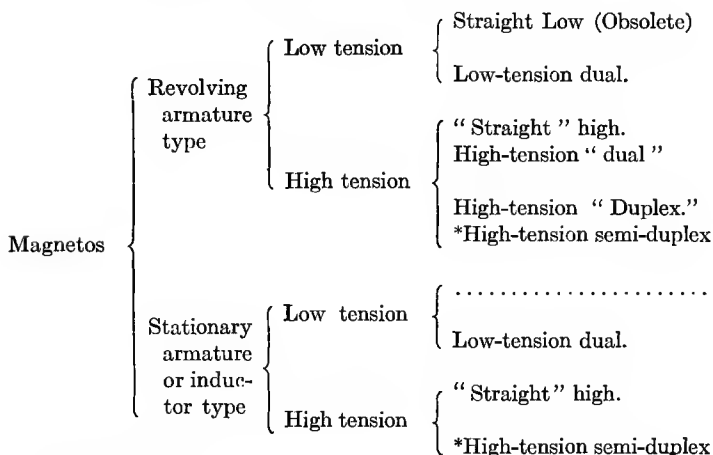 Magnetos
Revolving
armature
type
Low tension
Straight Low (Obsolete)
Low-tension dual.
High tension
“ Straight ” high.
High-tension “ dual ”
High-tension “ Duplex.”
*High-tension semi-duplex
Stationary
armature
or induc-
tor type
Low tension
........................
Low-tension dual.
High tension
“ Straight ” high.
*High-tension semi-duplex